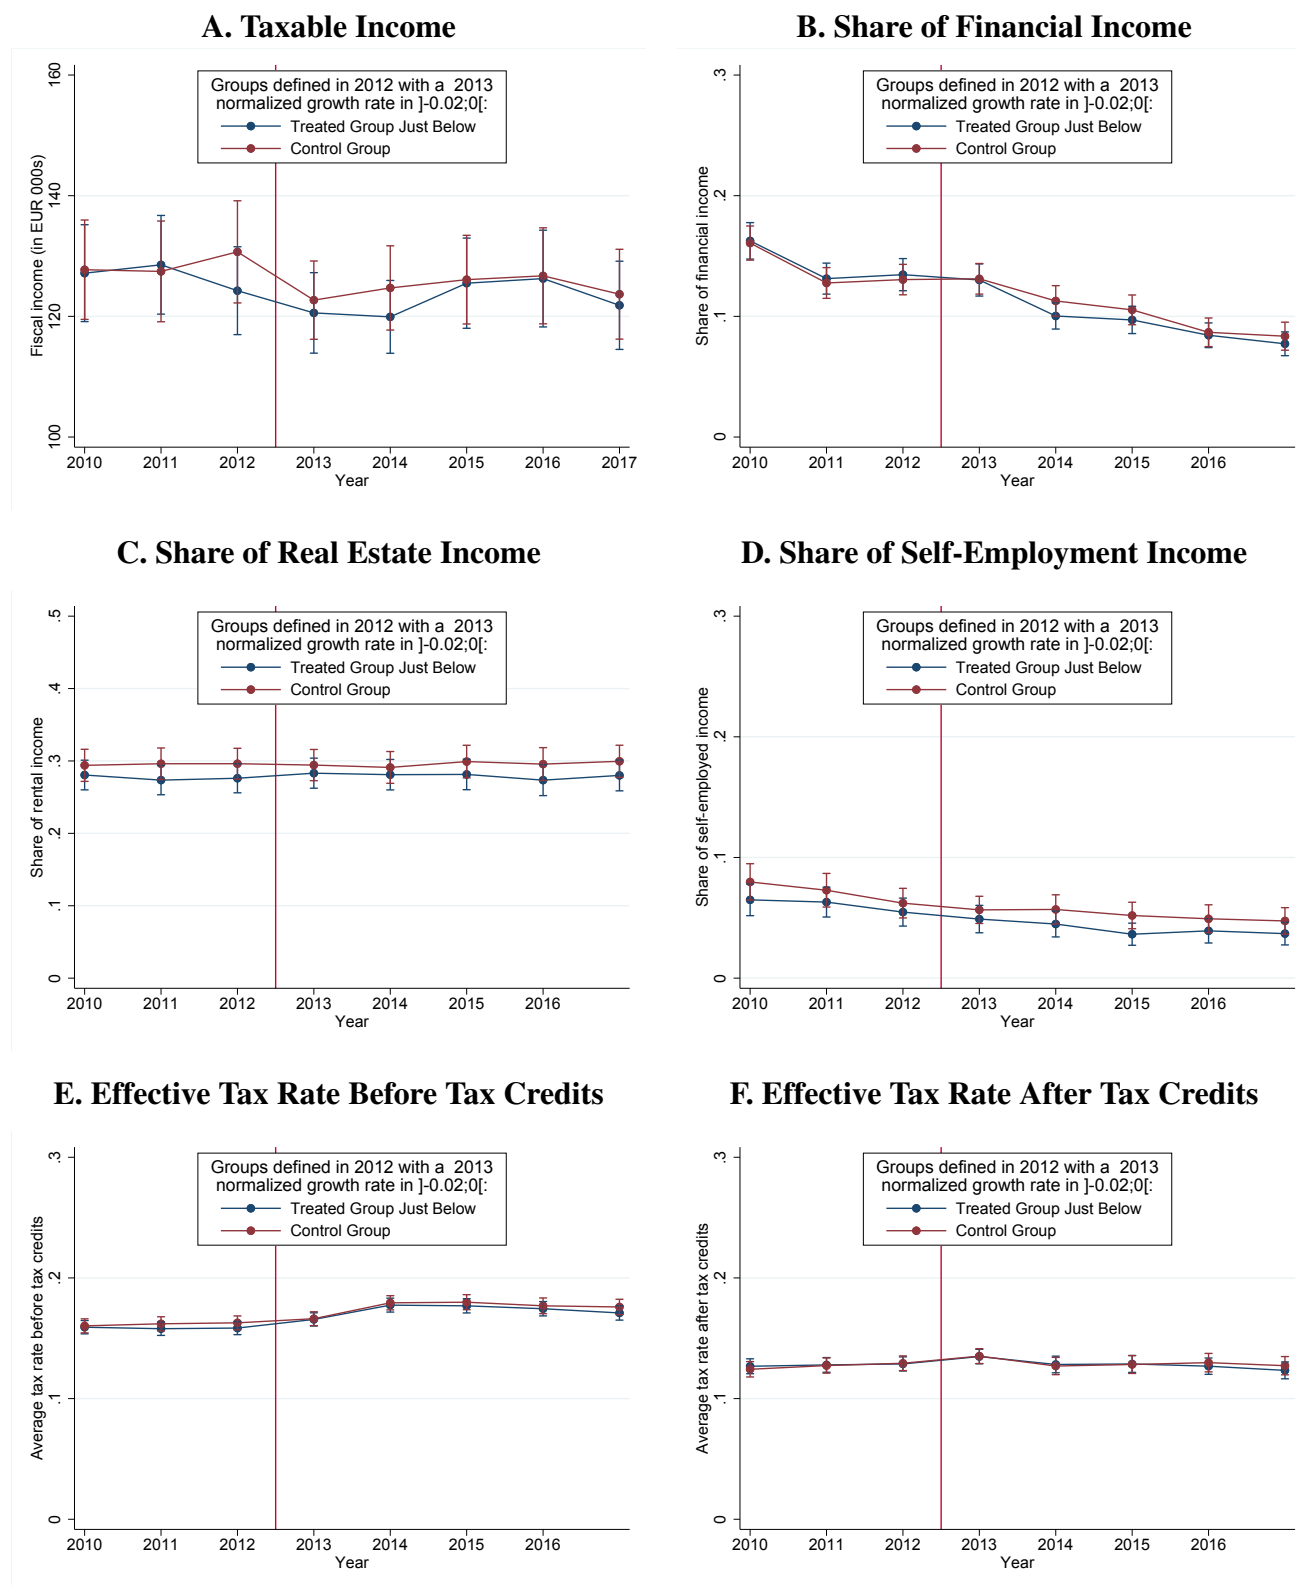 A. Taxable Income
160
140
120
100
Fiscal income (in EUR 000s)
Groups defined in 2012 with a 2013
normalized growth rate in ]-0.02;0[:
Treated Group Just Below
Control Group
2010 2011 2012 2013 2014 2015 2016 2017
Year
B. Share of Financial Income
.3
.2
.1
0
Share of financial income
Groups defined in 2012 with a 2013
normalized growth rate in ]-0.02;0[:
Treated Group Just Below
Control Group
2010 2011 2012 2013 2014 2015 2016
Year
C. Share of Real Estate Income
.5
.4
.3
.2
.1
0
Share of rental income
Groups defined in 2012 with a 2013
normalized growth rate in ]-0.02;0[:
Treated Group Just Below
Control Group
2010 2011 2012 2013 2014 2015 2016
Year
D. Share of Self-Employment Income
.3
.2
.1
0
Share of self-employed income
Groups defined in 2012 with a 2013
normalized growth rate in ]-0.02;0[:
Treated Group Just Below
Control Group
2010 2011 2012 2013 2014 2015 2016
Year
E. Effective Tax Rate Before Tax Credits
.3
.2
.1
0
Average tax rate before tax credits
Groups defined in 2012 with a 2013
normalized growth rate in ]-0.02;0[:
Treated Group Just Below
Control Group
2010 2011 2012 2013 2014 2015 2016
Year
F. Effective Tax Rate After Tax Credits
.3
.2
.1
0
Average tax rate after tax credits
Groups defined in 2012 with a 2013
normalized growth rate in ]-0.02;0[:
Treated Group Just Below
Control Group
2010 2011 2012 2013 2014 2015 2016
Year